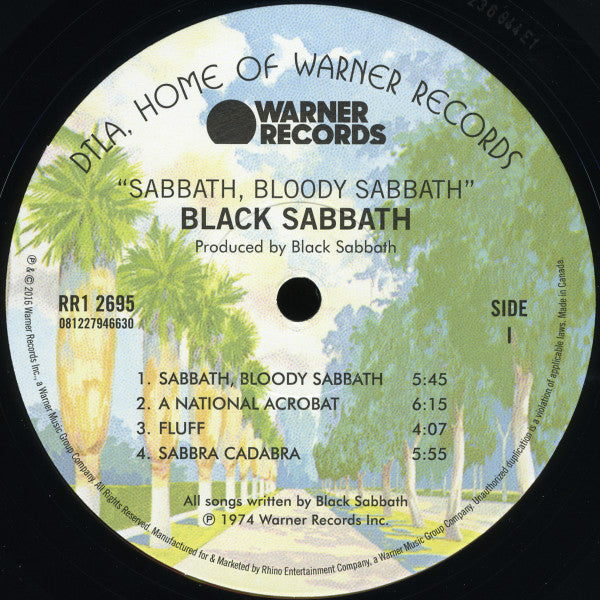 DTLA, HOME OF WARNER RECORDS
WARNER
RECORDS
"SABBATH, BLOODY SABBATH"
BLACK SABBATH
Produced by Black Sabbath
RR1 2695
081227946630
SIDE
I
1. SABBATH, BLOODY SABBATH 5:45
2. A NATIONAL ACROBAT 6:15
3. FLUFF 4:07
4. SABBRA CADABRA 5:55
All songs written by Black Sabbath
℗ 1974 Warner Records Inc.
℗ & © 2016 Warner Records Inc., a Warner Music Group Company. All Rights Reserved. Manufactured for & Marketed by Rhino Entertainment Company, a Warner Music Group Company. Unauthorized duplication is a violation of applicable laws. Made in Canada